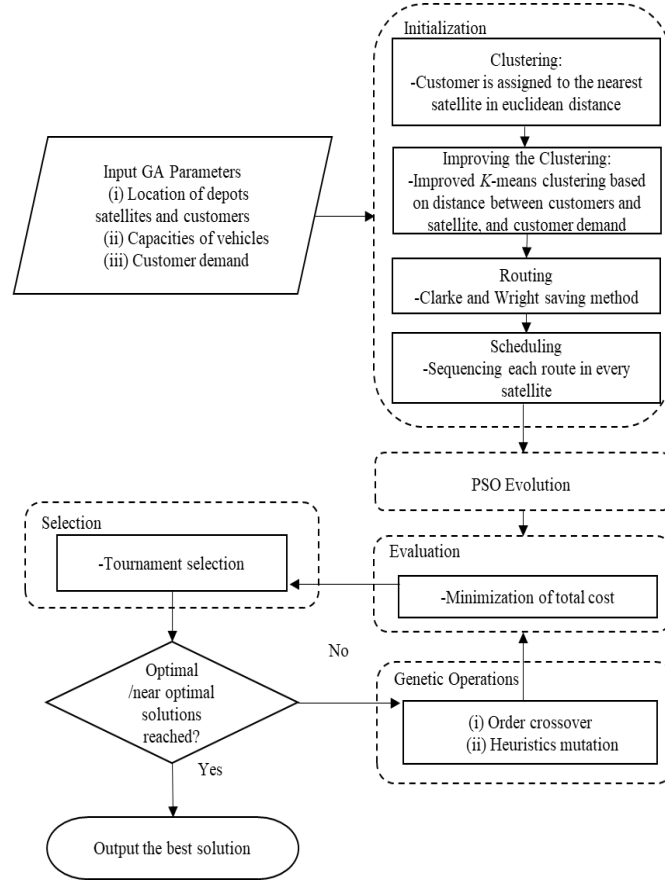 Initialization
Clustering:
-Customer is assigned to the nearest
satellite in euclidean distance
Input GA Parameters
(i) Location of depots
satellites and customers
(ii) Capacities of vehicles
(iii) Customer demand
Improving the Clustering:
-Improved K-means clustering based
on distance between customers and
satellite, and customer demand
Routing
-Clarke and Wright saving method
Scheduling
-Sequencing each route in every
satellite
PSO Evolution
Selection
-Tournament selection
Evaluation
-Minimization of total cost
Optimal
/near optimal
solutions
reached?
No
Yes
Genetic Operations
(i) Order crossover
(ii) Heuristics mutation
Output the best solution